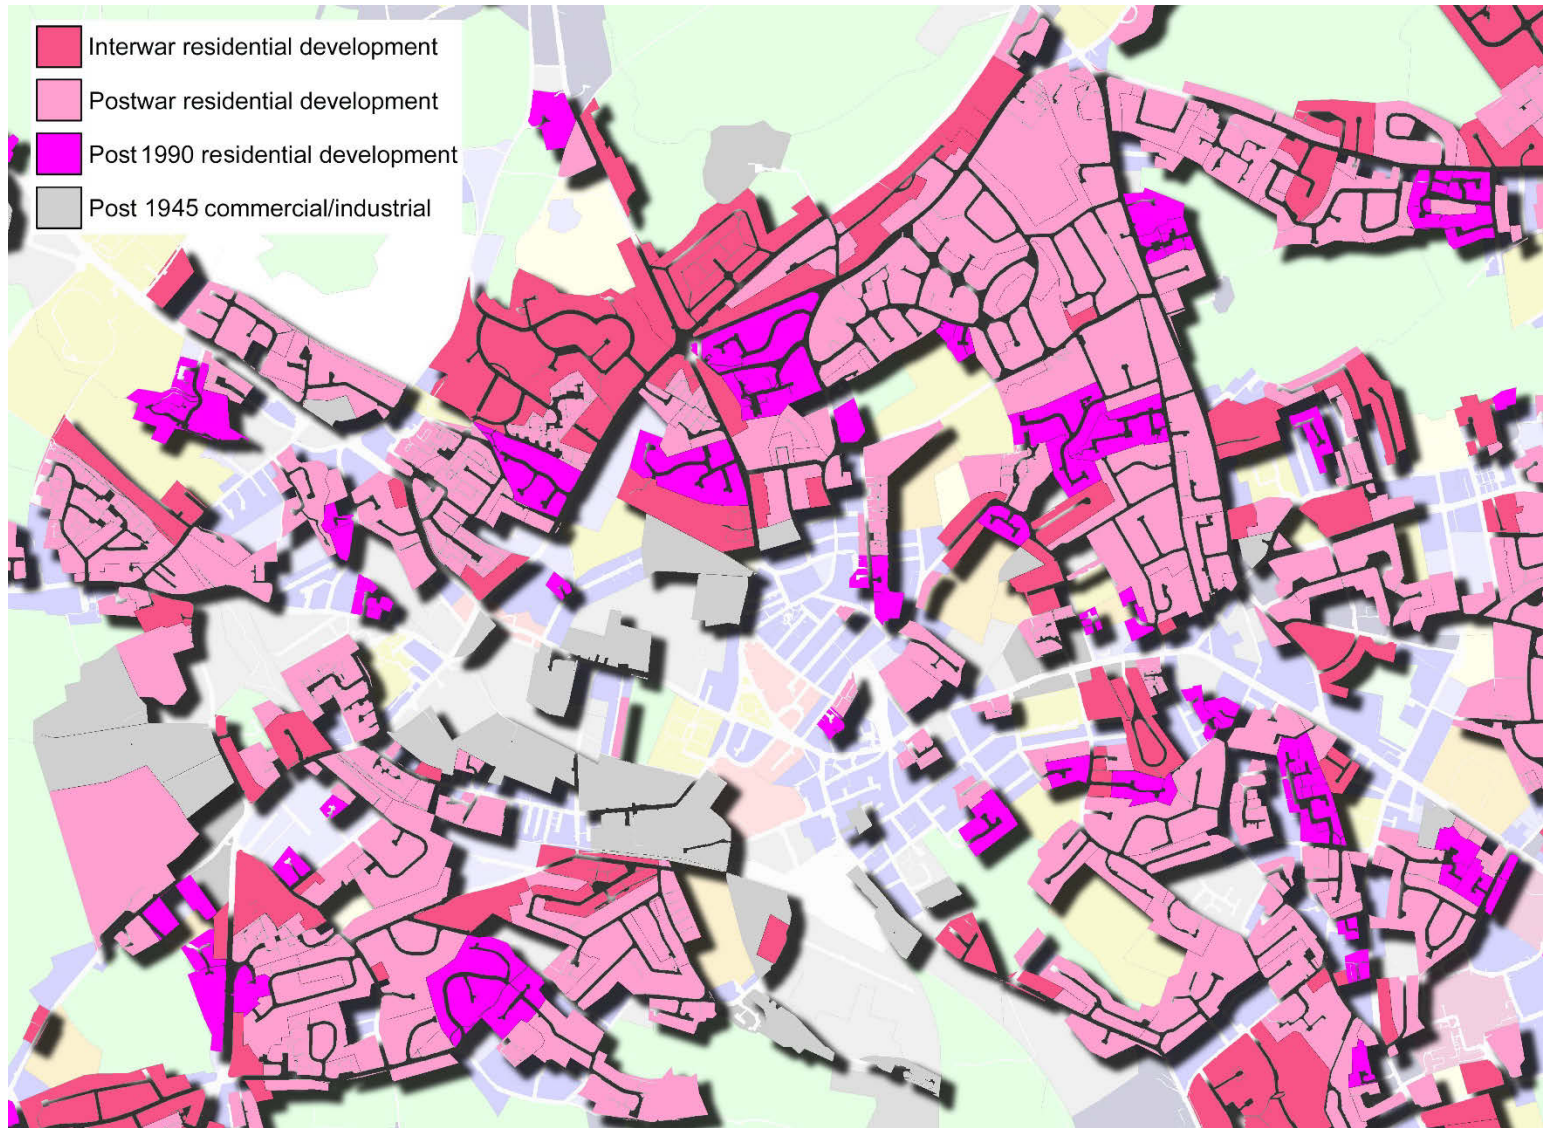 Interwar residential development
Postwar residential development
Post 1990 residential development
Post 1945 commercial/industrial